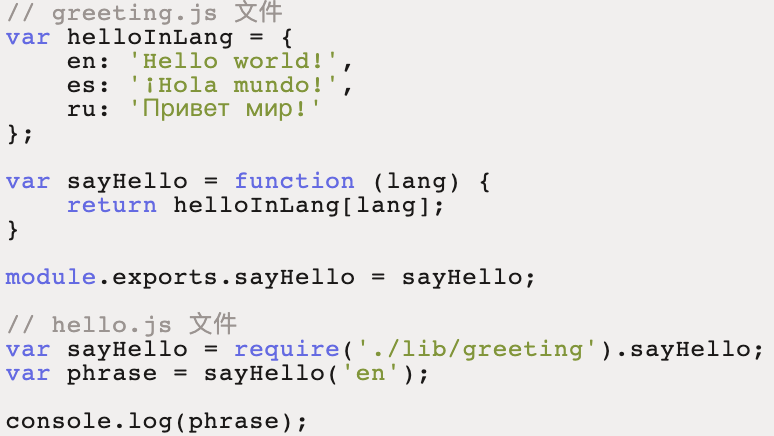 // greeting.js 文件
var helloInLang = {
    en: 'Hello world!',
    es: '¡Hola mundo!',
    ru: 'Привет мир!'
};

var sayHello = function (lang) {
    return helloInLang[lang];
}

module.exports.sayHello = sayHello;

// hello.js 文件
var sayHello = require('./lib/greeting').sayHello;
var phrase = sayHello('en');

console.log(phrase);